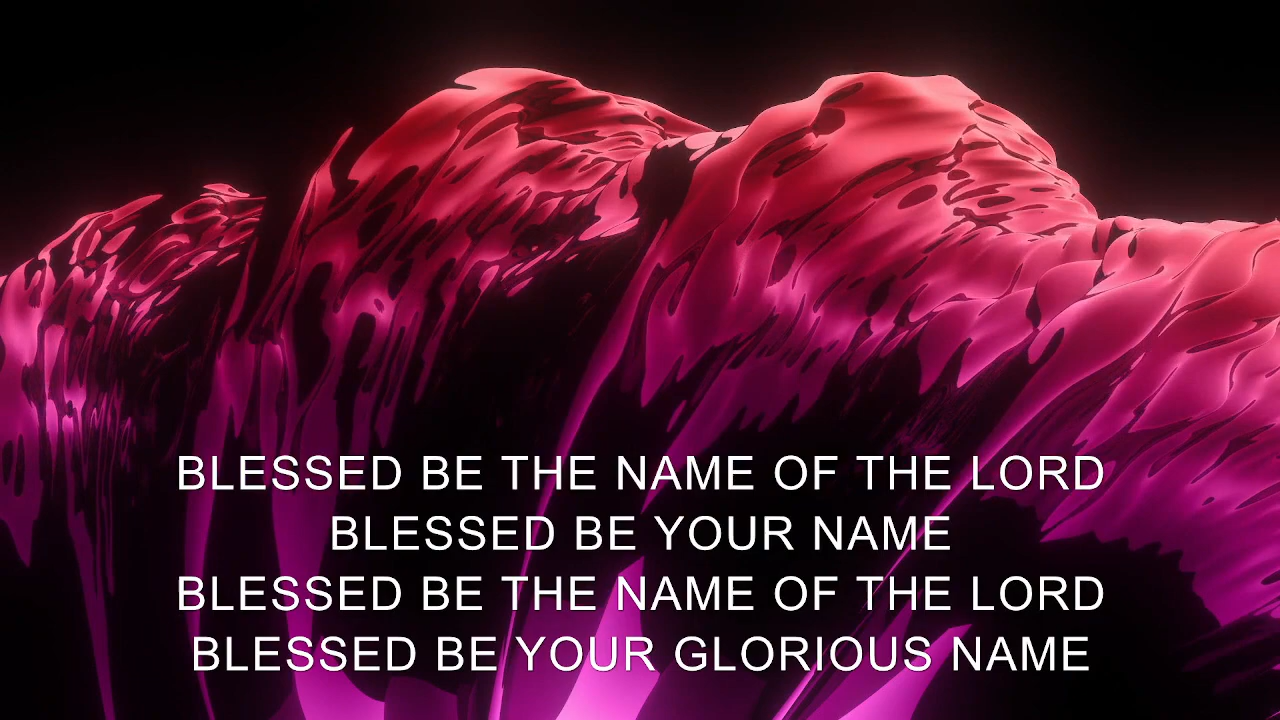 BLESSED BE THE NAME OF THE LORD
BLESSED BE YOUR NAME
BLESSED BE THE NAME OF THE LORD
BLESSED BE YOUR GLORIOUS NAME